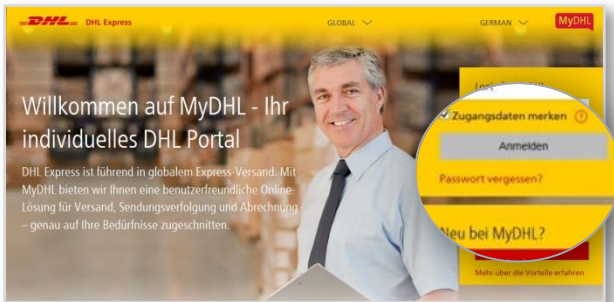 DHL DHL Express GLOBAL GERMAN MyDHL
Willkommen auf MyDHL - Ihr
individuelles DHL Portal
DHL Express ist führend in globalem Express-Versand. Mit
MyDHL bieten wir Ihnen eine benutzerfreundliche Online-
Lösung für Versand, Sendungsverfolgung und Abrechnung
– genau auf Ihre Bedürfnisse zugeschnitten.
Zugangsdaten merken ?
Anmelden
Passwort vergessen?
Neu bei MyDHL?
Mehr über die Vorteile erfahren